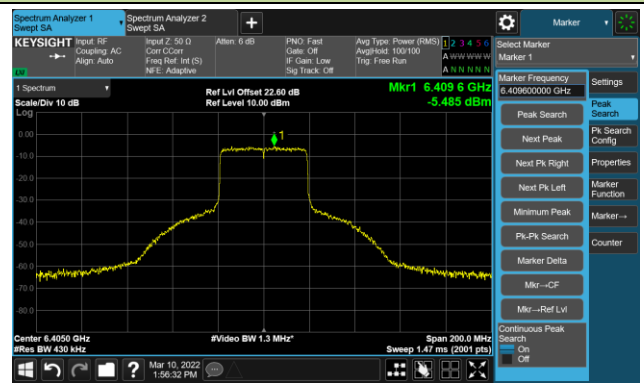 Spectrum Analyzer 1
Swept SA
Spectrum Analyzer 2
Swept SA
Marker
KEYSIGHT
Input: RF
Coupling: AC
Align: Auto
Input Z: 50 Ω
Corr CCorr
Freq Ref: Int (S)
NFE: Adaptive
Atten: 6 dB
PNO: Fast
Gate: Off
IF Gain: Low
Sig Track: Off
Avg Type: Power (RMS)
Avg|Hold: 100/100
Trig: Free Run
1 2 3 4 5 6
A W W W W W
A N N N N N
LXI
Select Marker
Marker 1
1 Spectrum
Scale/Div 10 dB
Log
Ref Lvl Offset 22.60 dB
Ref Level 10.00 dBm
Mkr1 6.409 6 GHz
-5.485 dBm
1
0.00
-10.0
-20.0
-30.0
-40.0
-50.0
-60.0
-70.0
-80.0
Center 6.4050 GHz
#Res BW 430 kHz
#Video BW 1.3 MHz*
Span 200.0 MHz
Sweep 1.47 ms (2001 pts)
Marker Frequency
6.409600000 GHz
Peak Search
Next Peak
Next Pk Right
Next Pk Left
Minimum Peak
Pk-Pk Search
Marker Delta
Mkr→CF
Mkr→Ref Lvl
Continuous Peak
Search
On
Off
Settings
Peak
Search
Pk Search
Config
Properties
Marker
Function
Marker→
Counter
Mar 10, 2022
1:56:32 PM